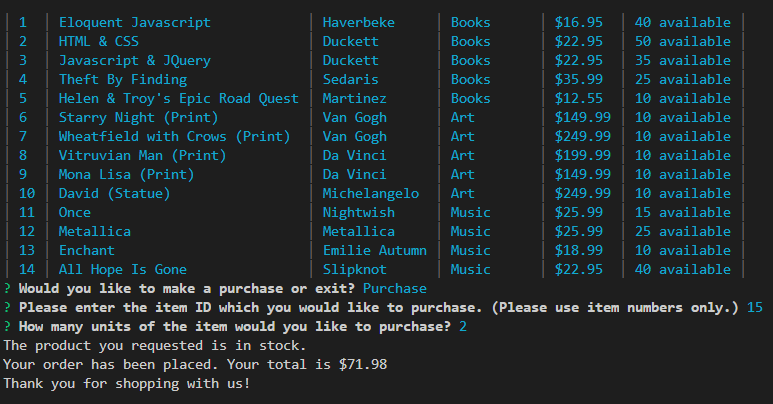 | 1 | Eloquent Javascript | Haverbeke | Books | $16.95 | 40 available |
| 2 | HTML & CSS | Duckett | Books | $22.95 | 50 available |
| 3 | Javascript & JQuery | Duckett | Books | $22.95 | 35 available |
| 4 | Theft By Finding | Sedaris | Books | $35.99 | 25 available |
| 5 | Helen & Troy's Epic Road Quest | Martinez | Books | $12.55 | 10 available |
| 6 | Starry Night (Print) | Van Gogh | Art | $149.99 | 10 available |
| 7 | Wheatfield with Crows (Print) | Van Gogh | Art | $249.99 | 10 available |
| 8 | Vitruvian Man (Print) | Da Vinci | Art | $199.99 | 10 available |
| 9 | Mona Lisa (Print) | Da Vinci | Art | $149.99 | 10 available |
| 10 | David (Statue) | Michelangelo | Art | $249.99 | 10 available |
| 11 | Once | Nightwish | Music | $25.99 | 15 available |
| 12 | Metallica | Metallica | Music | $25.99 | 25 available |
| 13 | Enchant | Emilie Autumn | Music | $18.99 | 10 available |
| 14 | All Hope Is Gone | Slipknot | Music | $22.95 | 40 available |
? Would you like to make a purchase or exit? Purchase
? Please enter the item ID which you would like to purchase. (Please use item numbers only.) 15
? How many units of the item would you like to purchase? 2
The product you requested is in stock.
Your order has been placed. Your total is $71.98
Thank you for shopping with us!